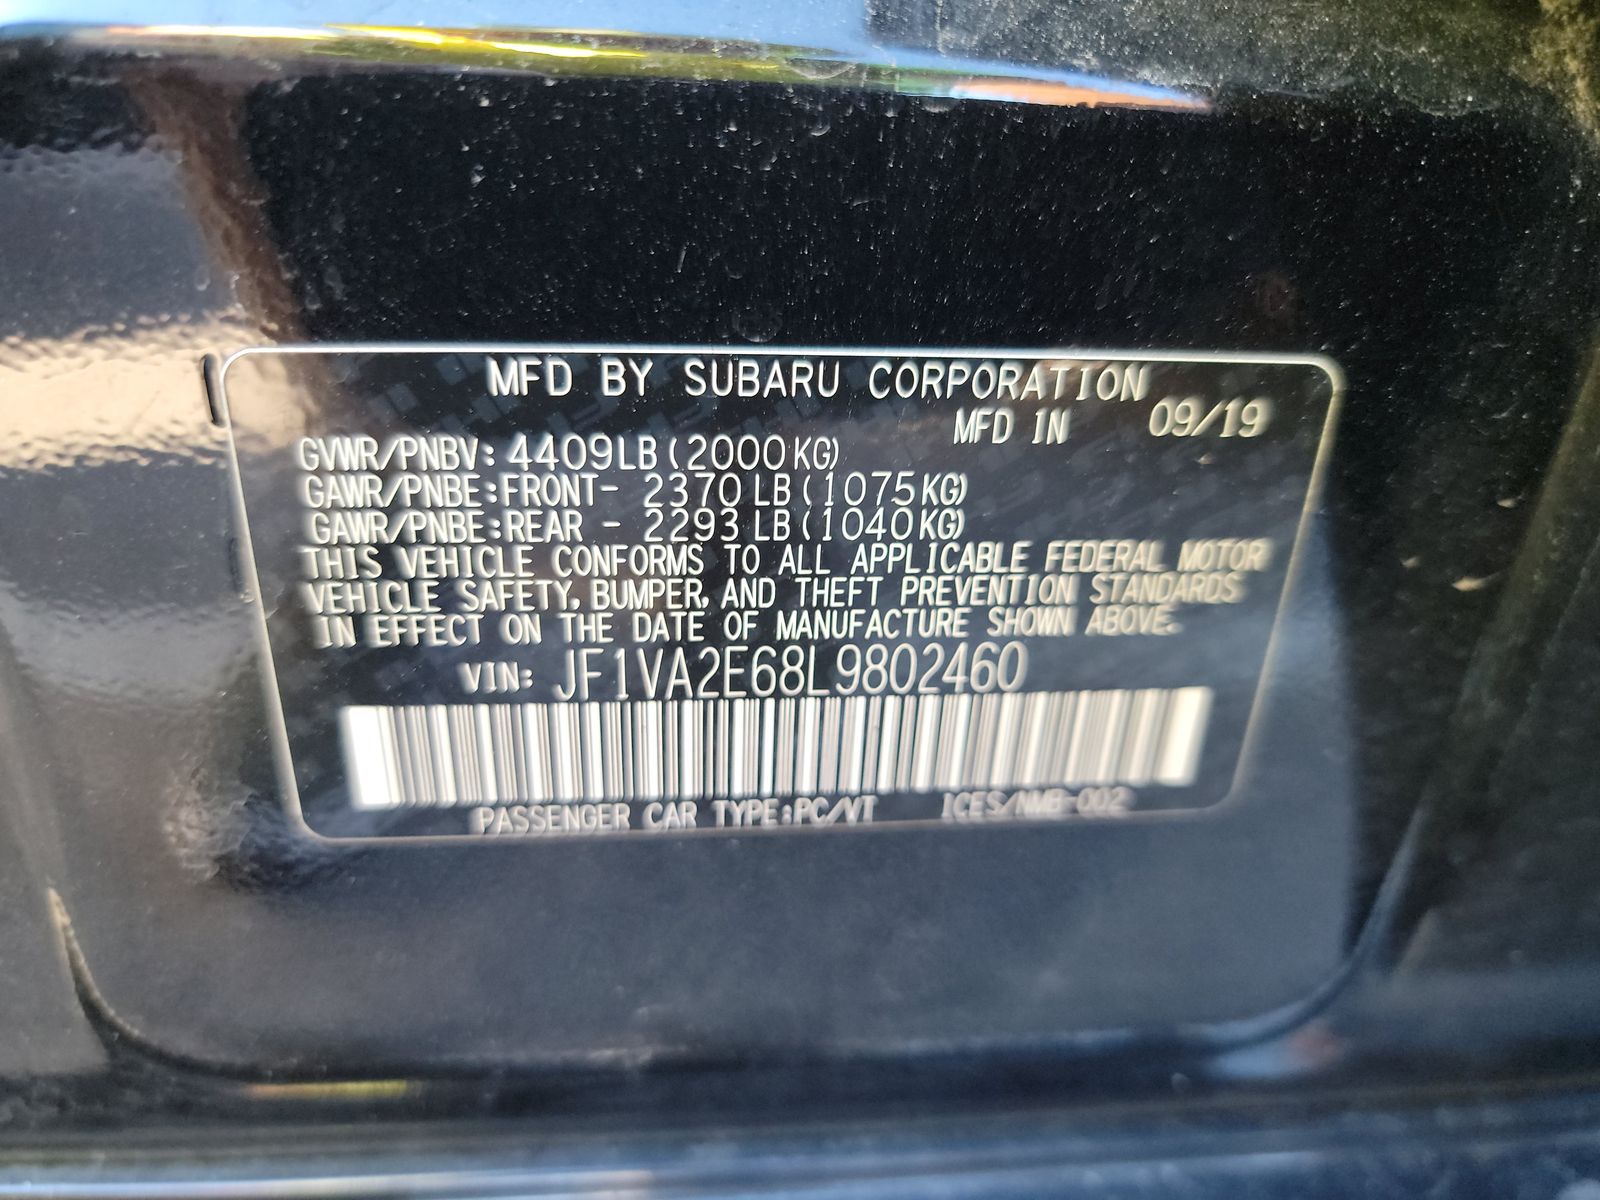 MFD BY SUBARU CORPORATION
MFD IN 09/19
GVWR/PNBV: 4409LB(2000KG)
GAWR/PNBE:FRONT- 2370LB(1075KG)
GAWR/PNBE:REAR - 2293LB(1040KG)
THIS VEHICLE CONFORMS TO ALL APPLICABLE FEDERAL MOTOR
VEHICLE SAFETY, BUMPER, AND THEFT PREVENTION STANDARDS
IN EFFECT ON THE DATE OF MANUFACTURE SHOWN ABOVE.
VIN: JF1VA2E68L9802460
PASSENGER CAR TYPE:PC/VT ICES/NMB-002